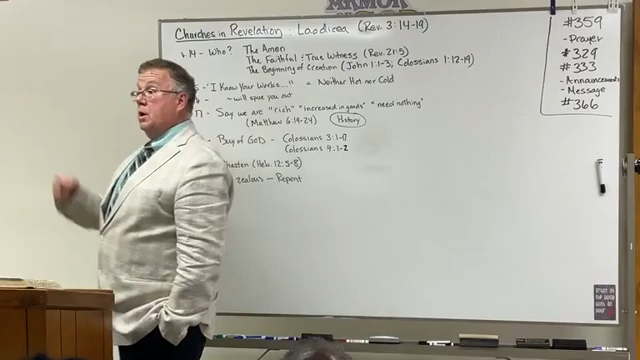 ARMOR
Churches in Revelation : Laodicea (Rev. 3:14-19)
14 - Who? The Amen
The Faithful + True Witness (Rev. 21:5)
The Beginning of Creation (John 1:1-3; Colossians 1:12-19)
- "I Know Your Works..." = Neither Hot nor Cold
- will spue you out
- Say we are "rich" "increased in goods" "need nothing"
(Matthew 6:19-24) History
- Buy of GOD - Colossians 3:1-17
Colossians 4:1-2
Chasten (Heb. 12:5-8)
zealous - Repent
#359
- Prayer
#329
#333
- Announcements
- Message
#366